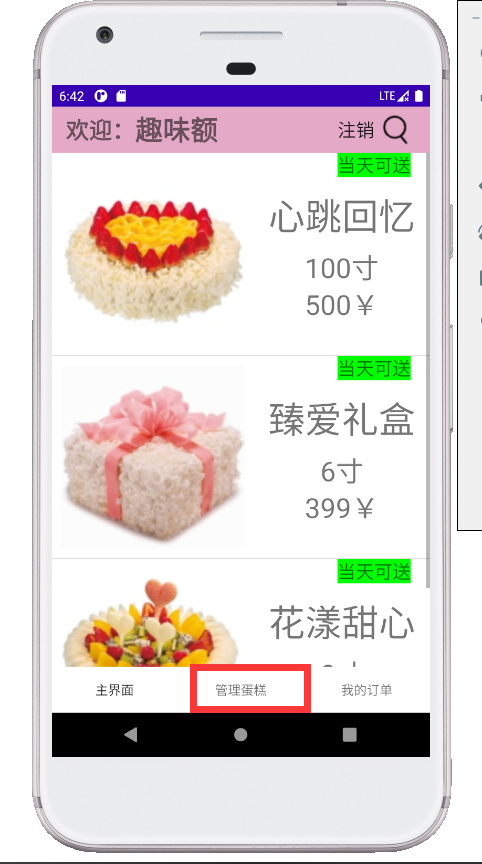 6:42 LTE
欢迎：趣味额 注销
当天可送
心跳回忆
100寸
500￥
当天可送
臻爱礼盒
6寸
399￥
当天可送
花漾甜心
主界面 管理蛋糕 我的订单